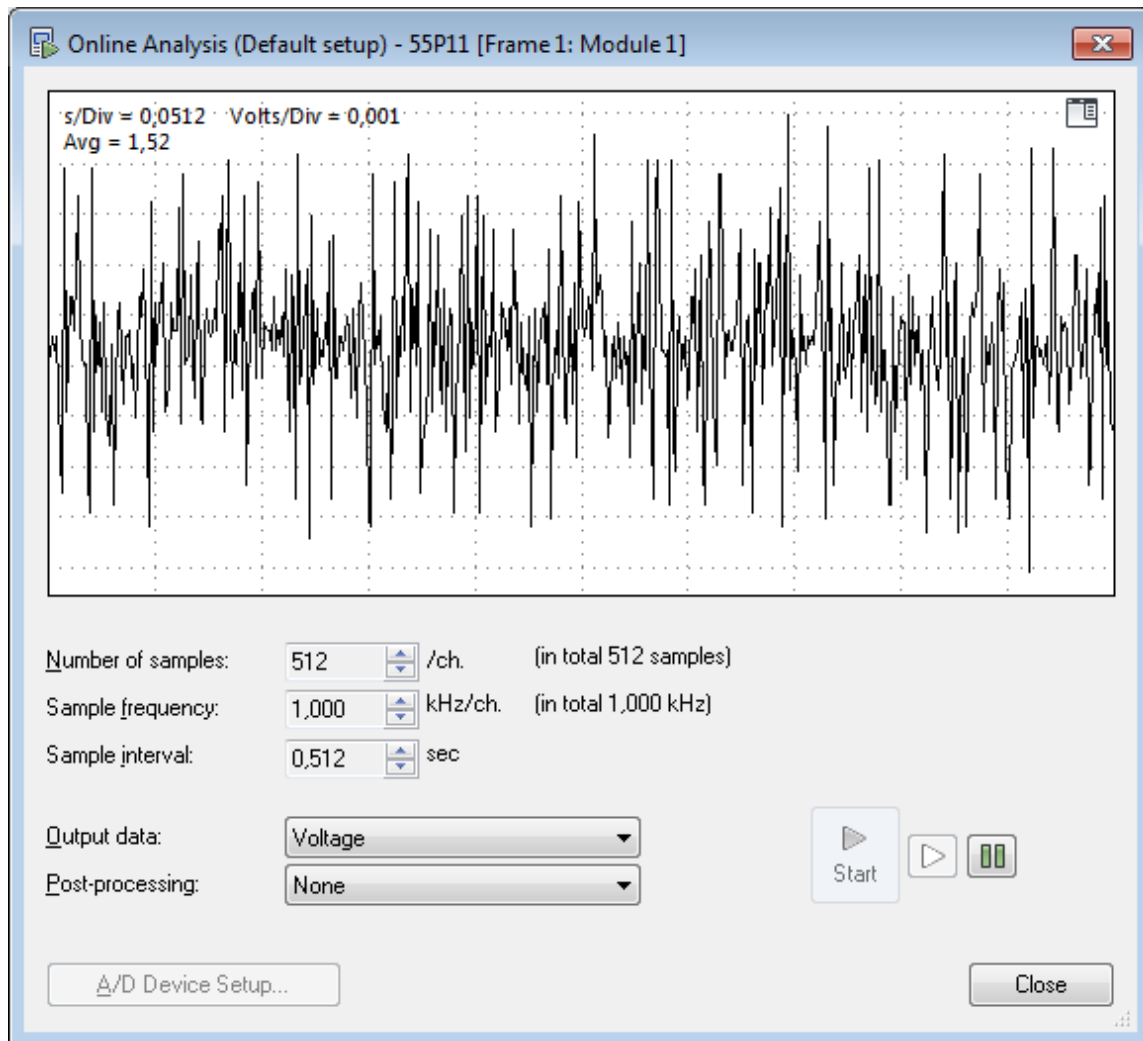 Online Analysis (Default setup) - 55P11 [Frame 1: Module 1]
s/Div = 0,0512 Volts/Div = 0,001
Avg = 1,52
Number of samples: 512 /ch. (in total 512 samples)
Sample frequency: 1,000 kHz/ch. (in total 1,000 kHz)
Sample interval: 0,512 sec
Output data: Voltage
Post-processing: None
Start
A/D Device Setup... Close